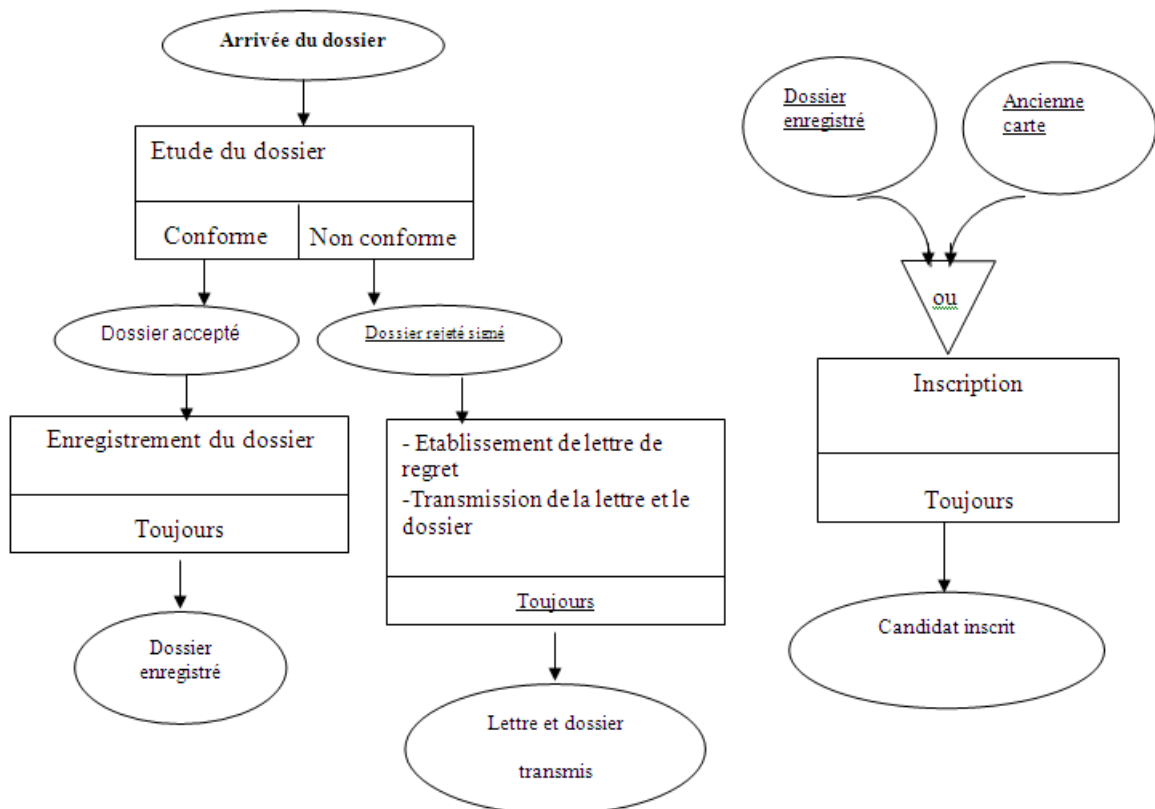 Arrivée du dossier
Etude du dossier
Conforme
Non conforme
Dossier accepté
Dossier rejeté signé
Enregistrement du dossier
Toujours
Dossier
enregistré
- Etablissement de lettre de
regret
-Transmission de la lettre et le
dossier
Toujours
Lettre et dossier
transmis
Dossier
enregistré
Ancienne
carte
ou
Inscription
Toujours
Candidat inscrit